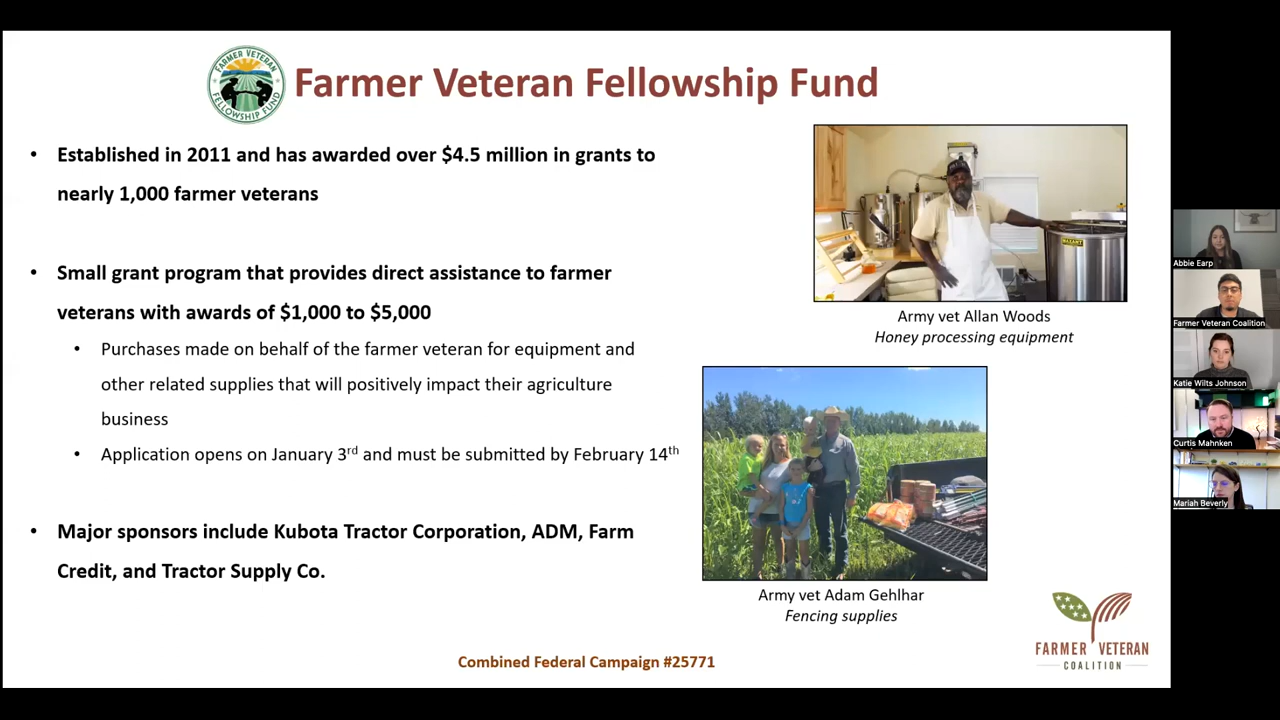 FARMER VETERAN
FELLOWSHIP FUND
Farmer Veteran Fellowship Fund
• Established in 2011 and has awarded over $4.5 million in grants to
nearly 1,000 farmer veterans
• Small grant program that provides direct assistance to farmer
veterans with awards of $1,000 to $5,000
• Purchases made on behalf of the farmer veteran for equipment and
other related supplies that will positively impact their agriculture
business
• Application opens on January 3rd and must be submitted by February 14th
• Major sponsors include Kubota Tractor Corporation, ADM, Farm
Credit, and Tractor Supply Co.
Army vet Allan Woods
Honey processing equipment
Army vet Adam Gehlhar
Fencing supplies
Combined Federal Campaign #25771
FARMER VETERAN
COALITION
Abbie Earp
Farmer Veteran Coalition
Katie Wilts Johnson
Curtis Mahnken
Mariah Beverly